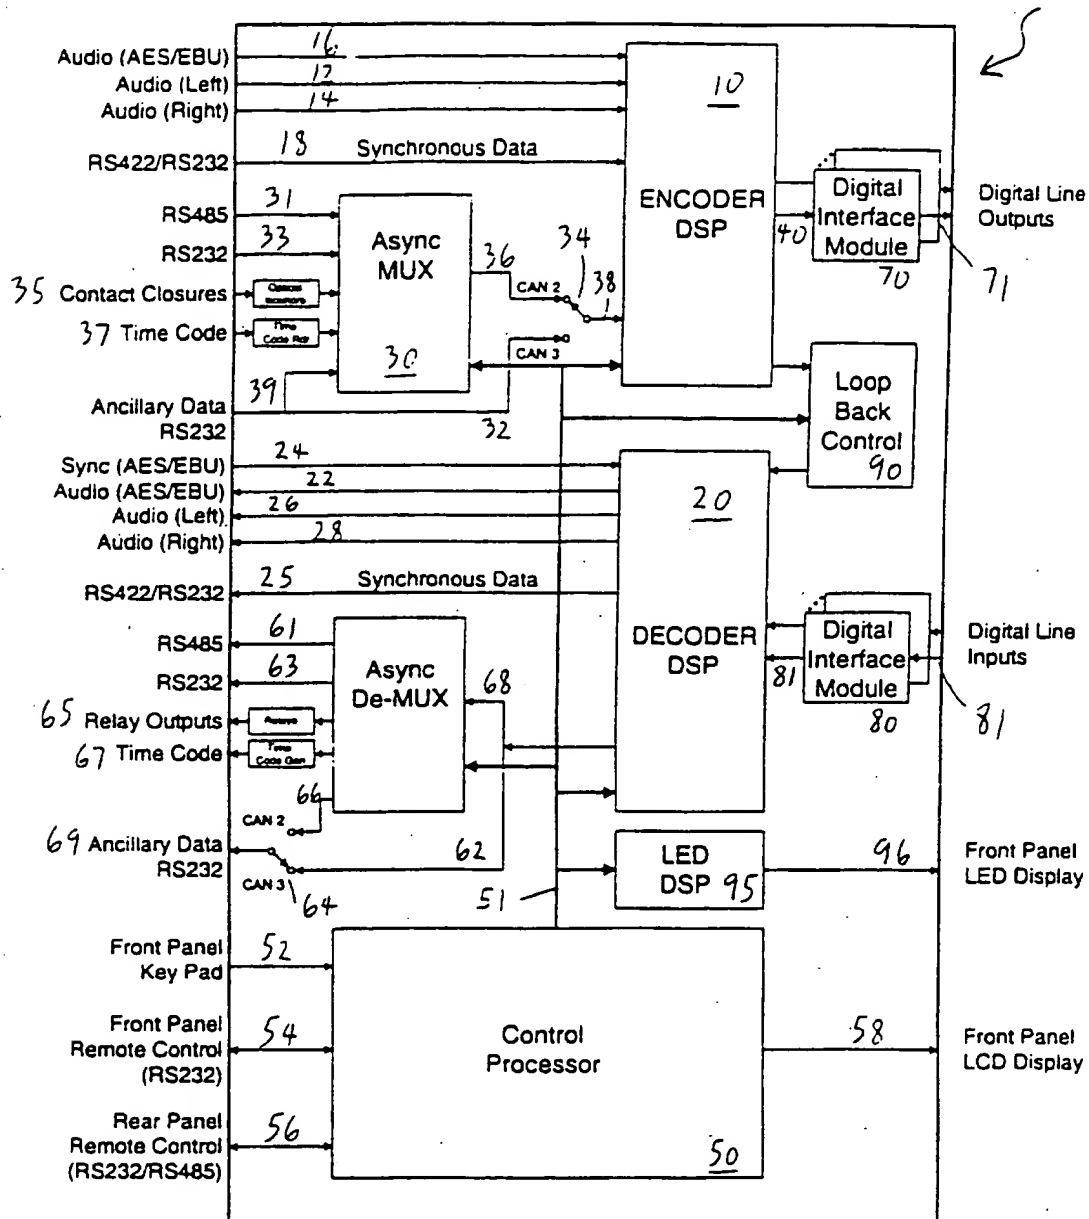 Audio (AES/EBU)
16
Audio (Left)
12
Audio (Right)
14
10
RS422/RS232
18
Synchronous Data
ENCODER
DSP
Digital
Interface
Module
40
70
71
Digital Line
Outputs
RS485
31
RS232
33
Async
MUX
36
34
38
35 Contact Closures
CAN 2
37 Time Code
Time
Code Rdr
30
CAN 3
39
Ancillary Data
RS232
32
Loop
Back
Control
90
Sync (AES/EBU)
24
Audio (AES/EBU)
22
Audio (Left)
26
Audio (Right)
28
20
RS422/RS232
25
Synchronous Data
DECODER
DSP
81
Digital
Interface
Module
80
81
Digital Line
Inputs
RS485
61
RS232
63
Async
De-MUX
68
65 Relay Outputs
67 Time Code
Time
Code Gen
66
CAN 2
69 Ancillary Data
RS232
CAN 3
64
62
51
LED
DSP
95
96
Front Panel
LED Display
Front Panel
Key Pad
52
Front Panel
Remote Control
(RS232)
54
Control
Processor
58
Front Panel
LCD Display
Rear Panel
Remote Control
(RS232/RS485)
56
50